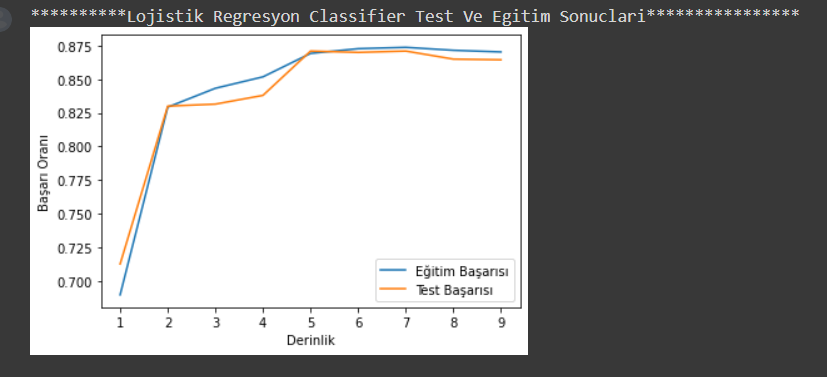 **********Lojistik Regresyon Classifier Test Ve Egitim Sonuclari****************
0.875
0.850
0.825
0.800
0.775
0.750
0.725
0.700
Başarı Oranı
Eğitim Başarısı
Test Başarısı
1 2 3 4 5 6 7 8 9
Derinlik